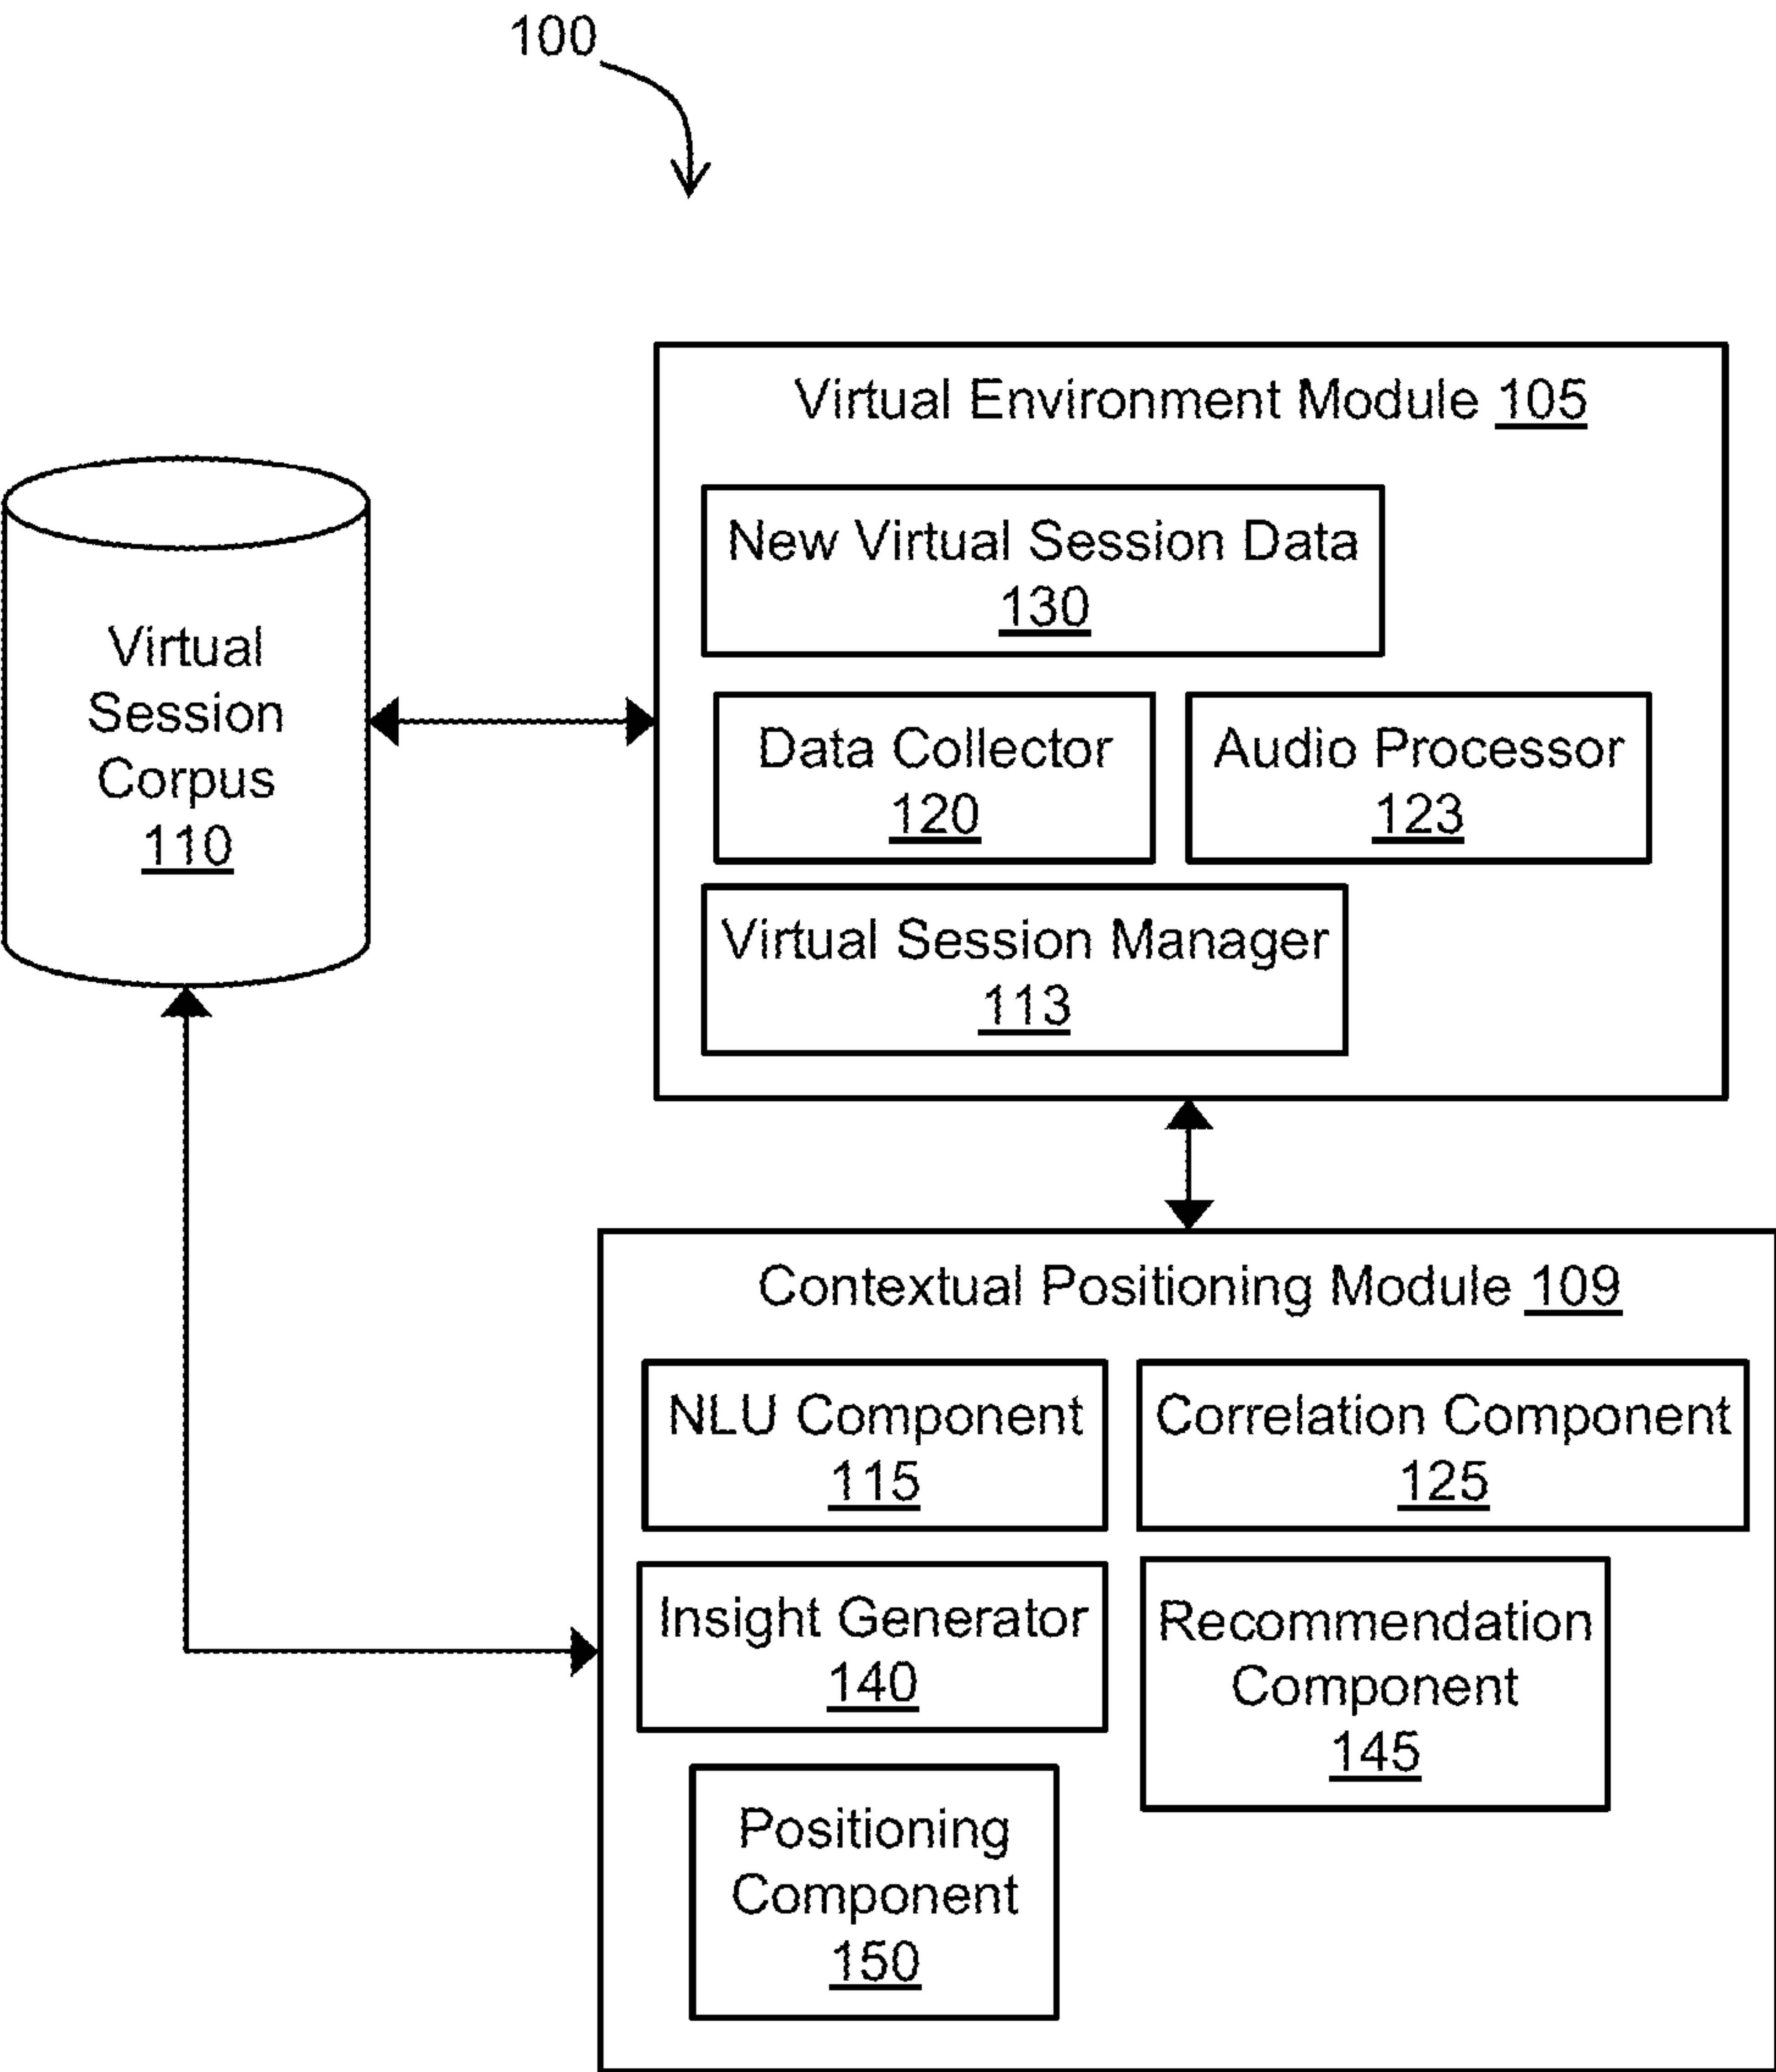 100
Virtual Environment Module 105
New Virtual Session Data
130
Data Collector
120
Audio Processor
123
Virtual Session Manager
113
Virtual
Session
Corpus
110
Contextual Positioning Module 109
NLU Component
115
Correlation Component
125
Insight Generator
140
Recommendation
Component
145
Positioning
Component
150